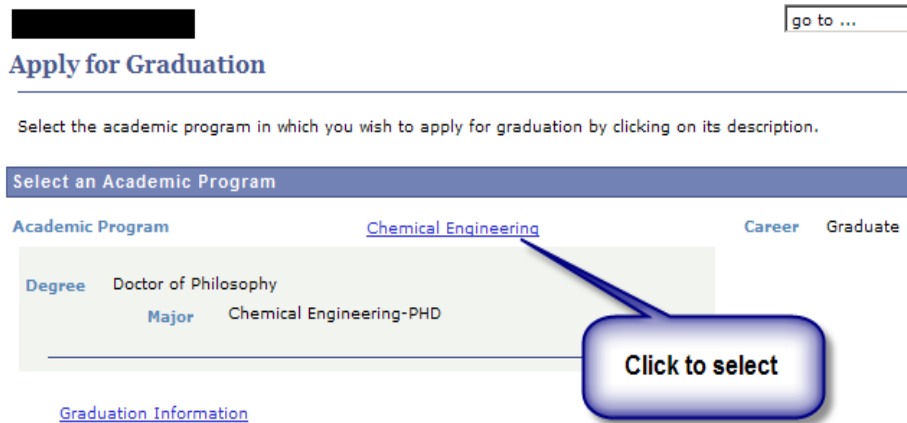 go to ...
Apply for Graduation
Select the academic program in which you wish to apply for graduation by clicking on its description.
Select an Academic Program
Academic Program Chemical Engineering Career Graduate
Degree Doctor of Philosophy
Major Chemical Engineering-PHD
Click to select
Graduation Information